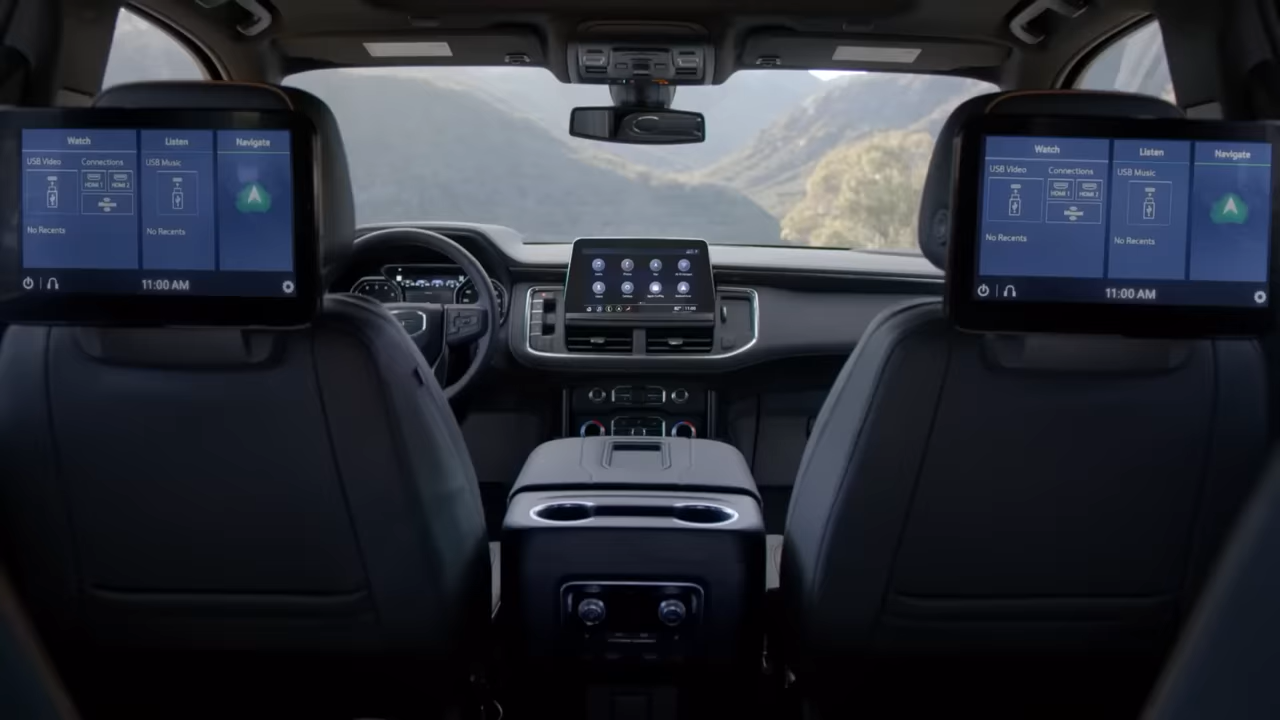 Watch
Listen
Navigate
USB Video
Connections
USB Music
HDMI 1
HDMI 2
No Recents
No Recents
11:00 AM
Watch
Listen
Navigate
USB Video
Connections
USB Music
HDMI 1
HDMI 2
No Recents
No Recents
11:00 AM